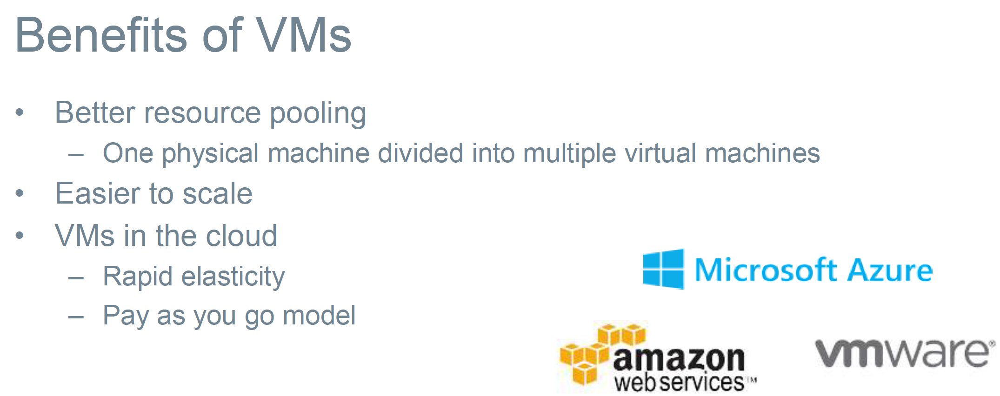 Benefits of VMs
• Better resource pooling
– One physical machine divided into multiple virtual machines
• Easier to scale
• VMs in the cloud
– Rapid elasticity
– Pay as you go model
Microsoft Azure
amazon
web services™
vmware®